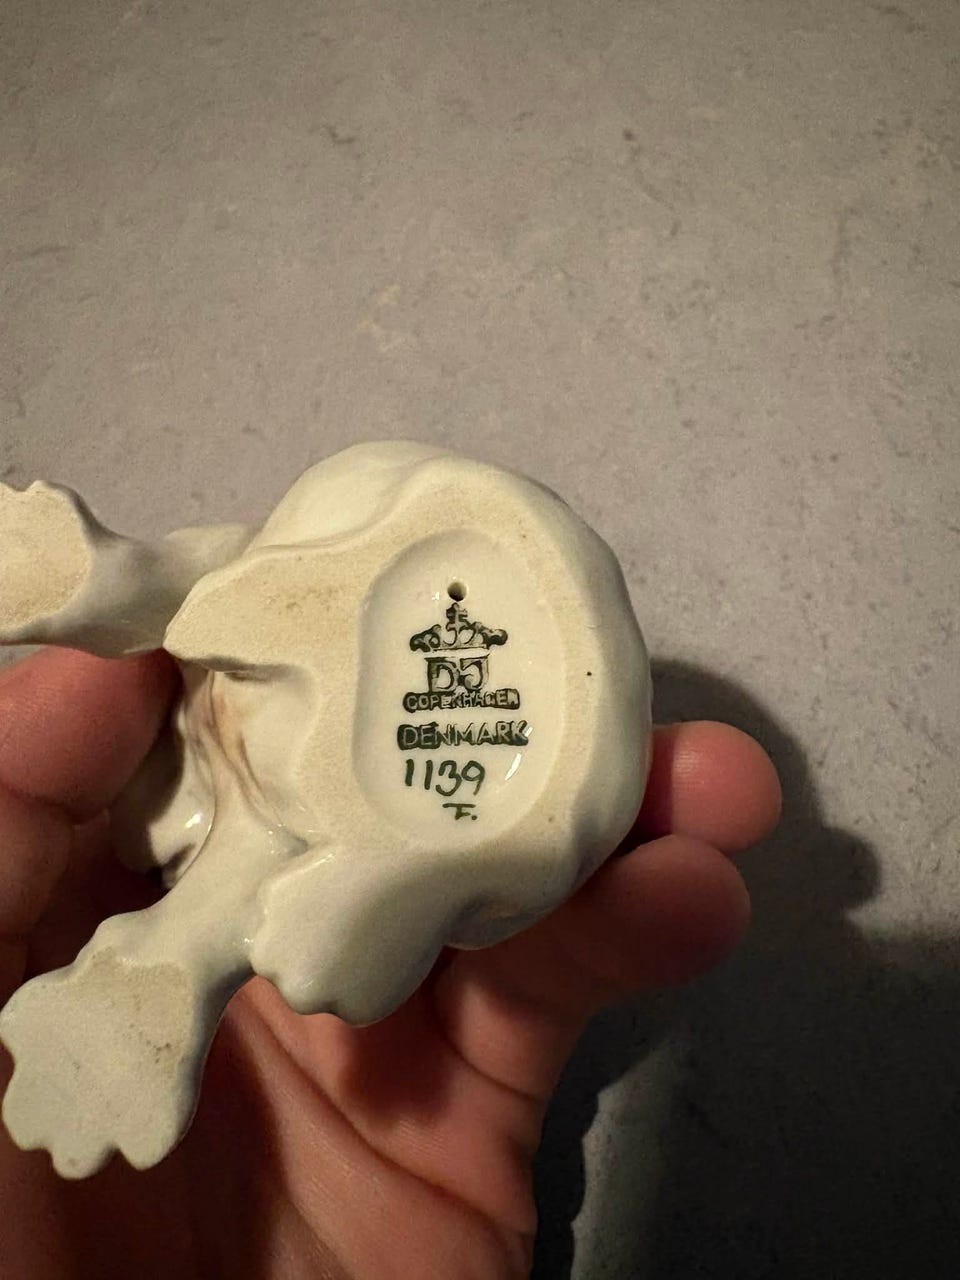 DJ
COPENHAGEN
DENMARK
1139
F.